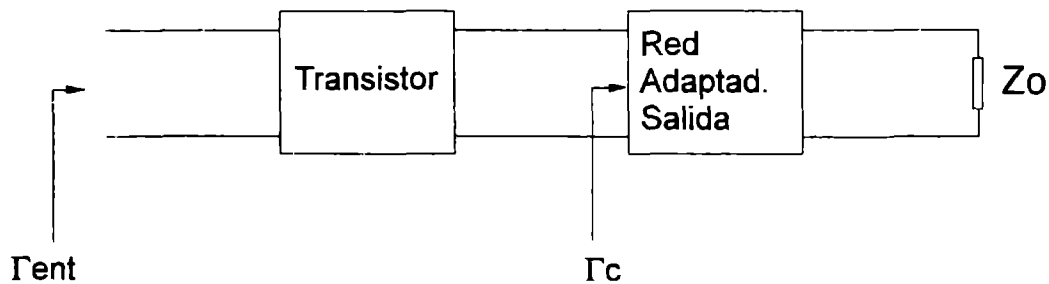 Transistor
Red
Adaptad.
Salida
Zo
Γent
Γc